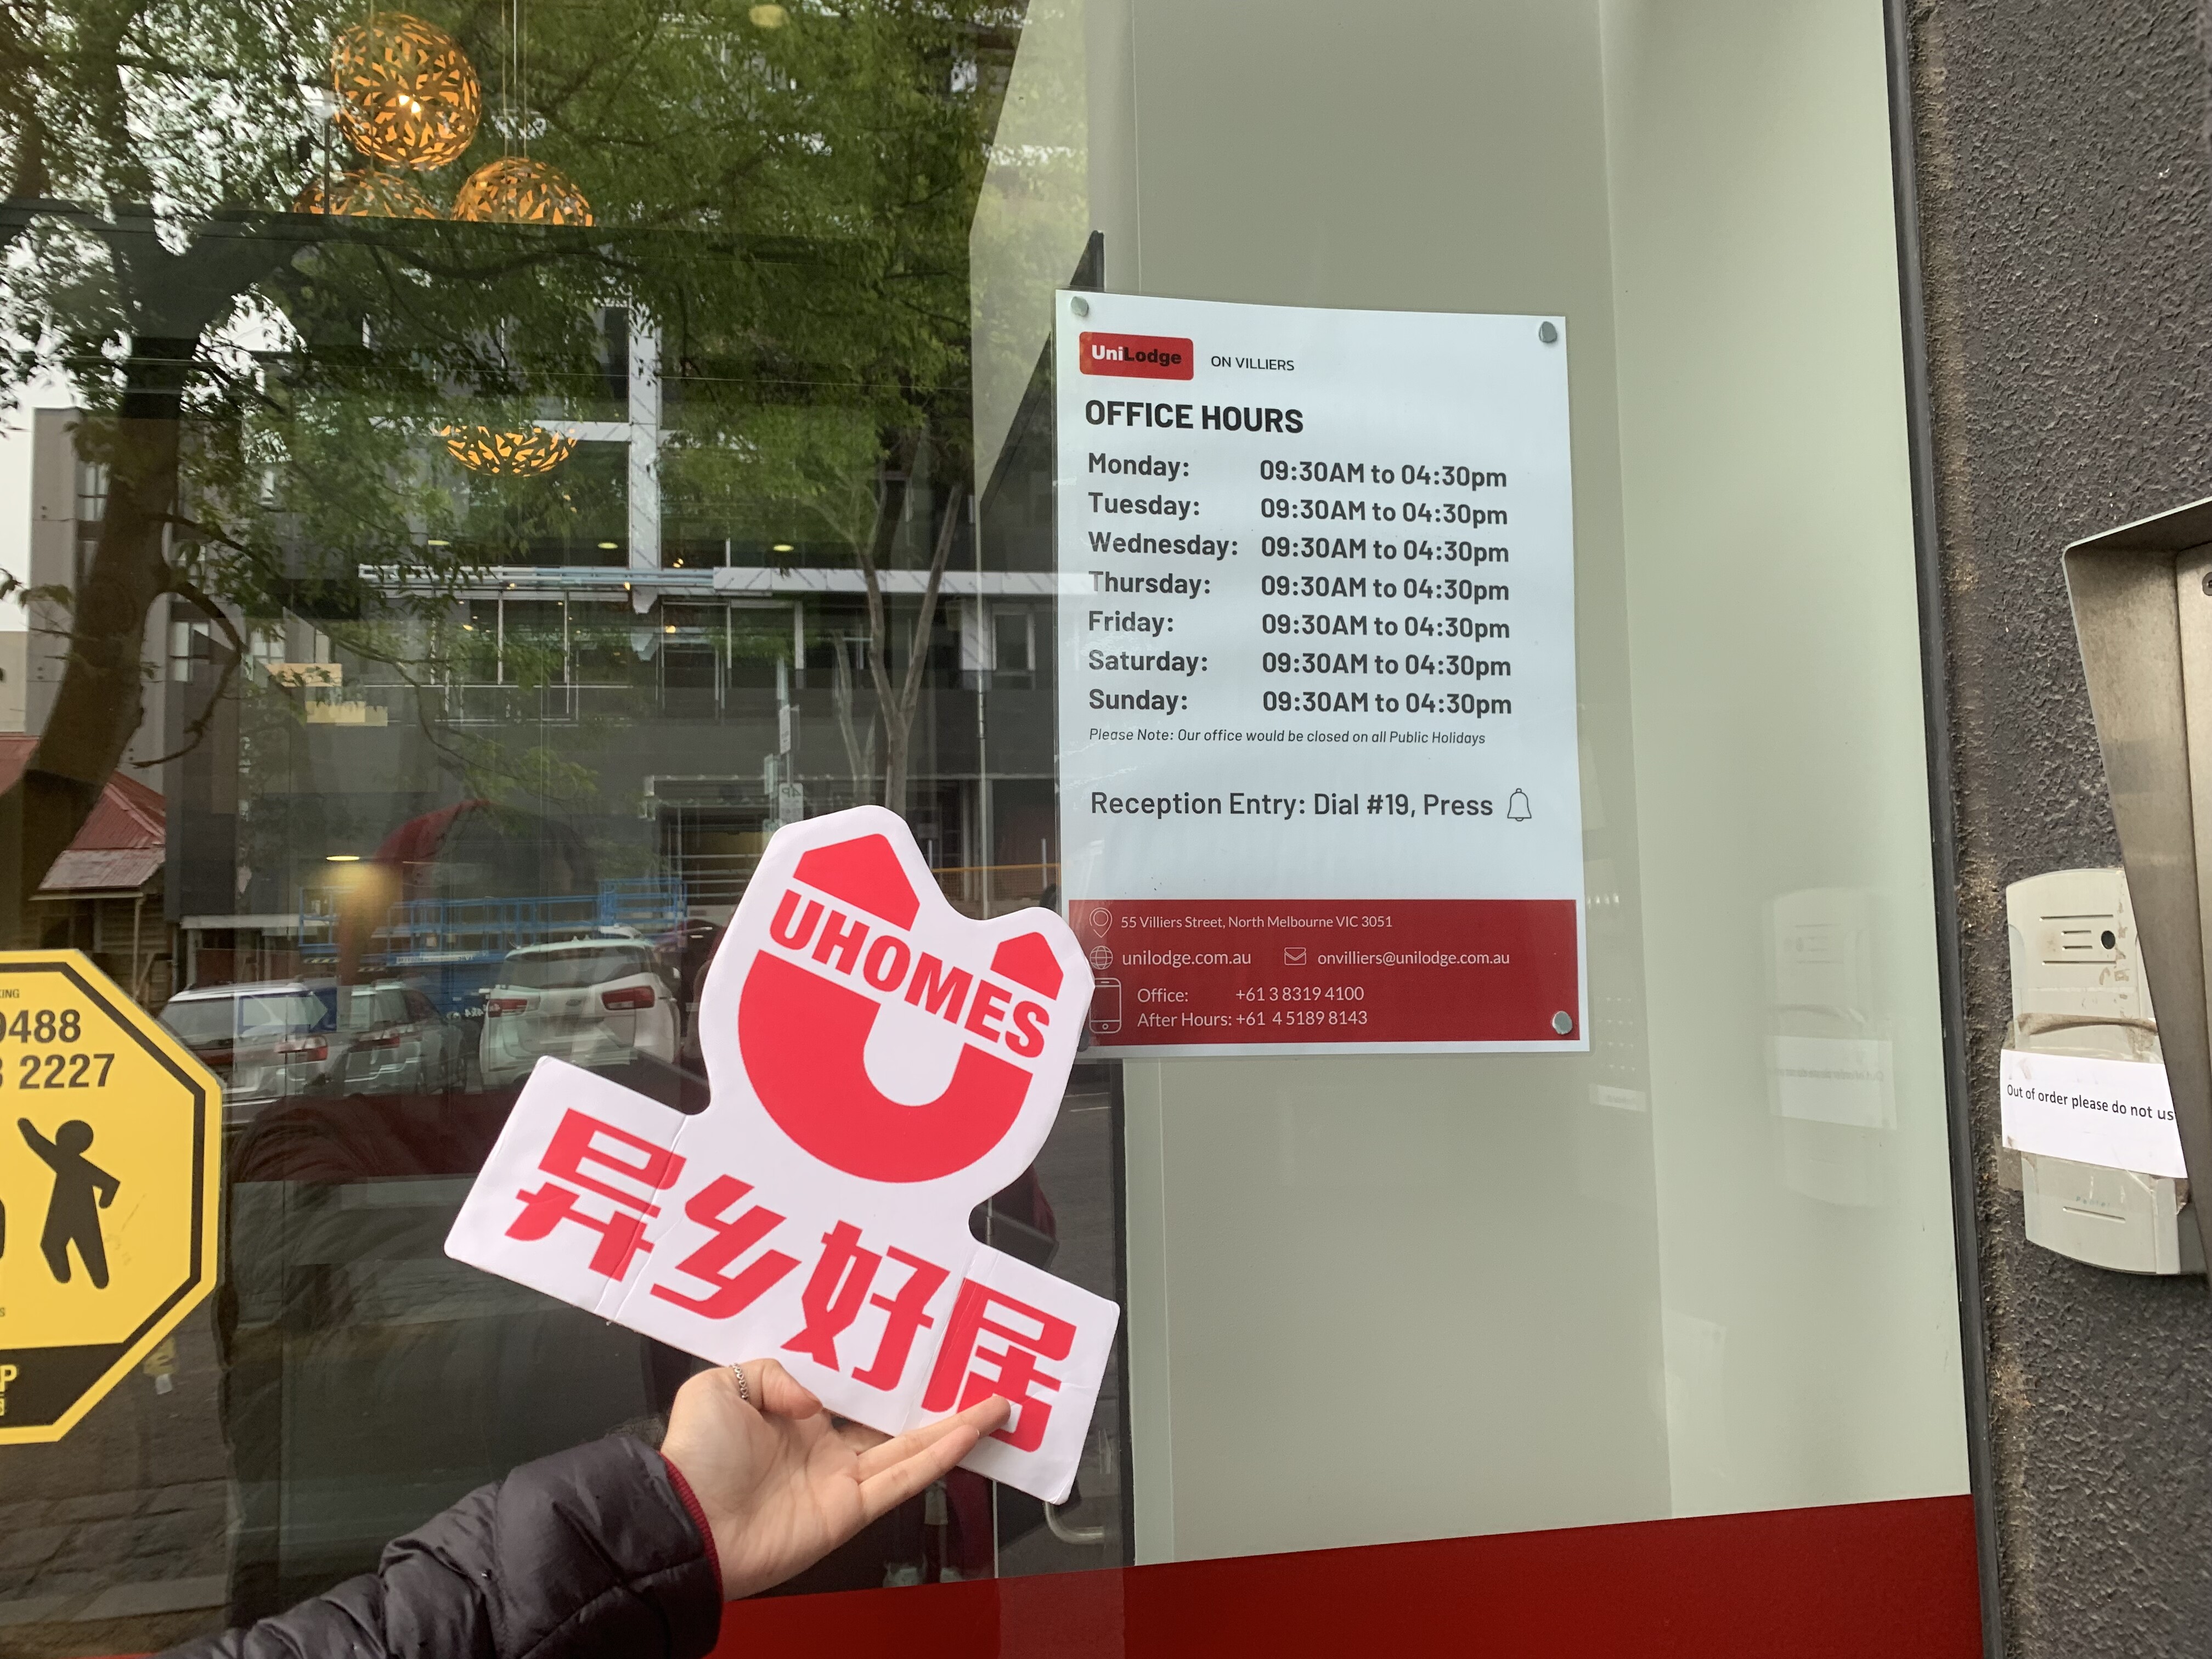 UniLodge ON VILLIERS
OFFICE HOURS
Monday: 09:30AM to 04:30pm
Tuesday: 09:30AM to 04:30pm
Wednesday: 09:30AM to 04:30pm
Thursday: 09:30AM to 04:30pm
Friday: 09:30AM to 04:30pm
Saturday: 09:30AM to 04:30pm
Sunday: 09:30AM to 04:30pm
Please Note: Our office would be closed on all Public Holidays
Reception Entry: Dial #19, Press
55 Villiers Street, North Melbourne VIC 3051
unilodge.com.au onvilliers@unilodge.com.au
Office: +61 3 8319 4100
After Hours: +61 4 5189 8143
UHOMES
异乡好居
0488
2227
Out of order please do not us